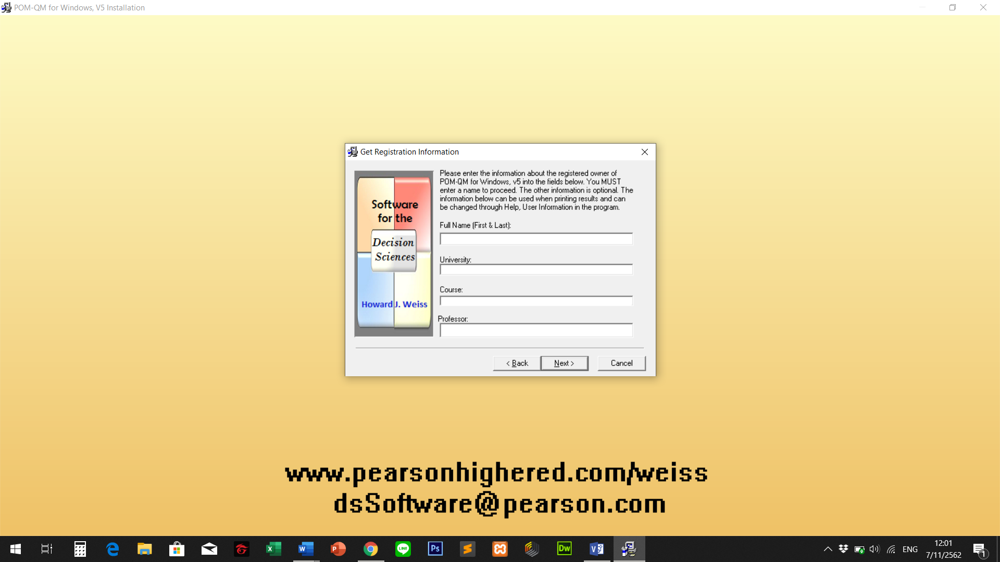 POM-QM for Windows, V5 Installation
Get Registration Information
Software
for the
Decision
Sciences
Howard J. Weiss
Please enter the information about the registered owner of
POM-QM for Windows, v5 into the fields below. You MUST
enter a name to proceed. The other information is optional. The
information below can be used when printing results and can
be changed through Help, User Information in the program.
Full Name (First & Last):
University:
Course:
Professor:
< Back
Next >
Cancel
www.pearsonhighered.com/weiss
dsSoftware@pearson.com
X
W
P
LINE
Ps
Dw
V
ENG
12:01
7/11/2562
1